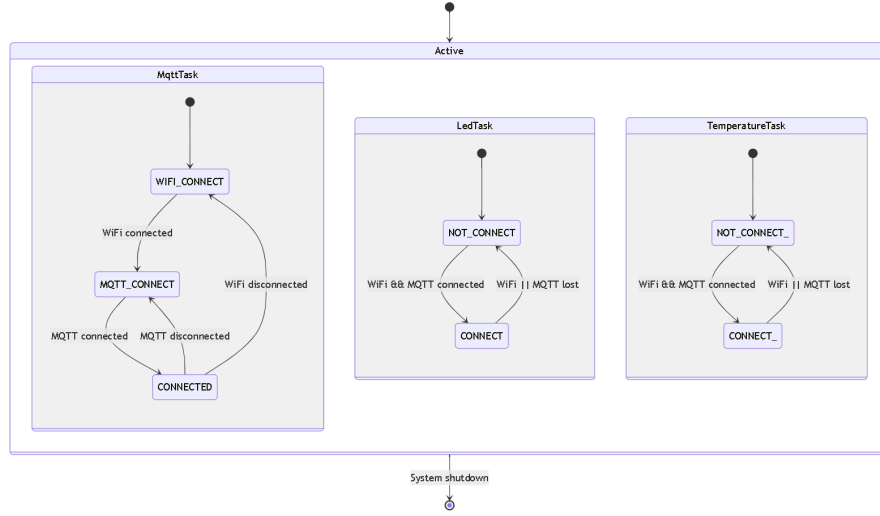 Active
MqttTask
WIFI_CONNECT
WiFi connected
MQTT_CONNECT
WiFi disconnected
MQTT connected
MQTT disconnected
CONNECTED
LedTask
NOT_CONNECT
WiFi && MQTT connected
WiFi || MQTT lost
CONNECT
TemperatureTask
NOT_CONNECT_
WiFi && MQTT connected
WiFi || MQTT lost
CONNECT_
System shutdown